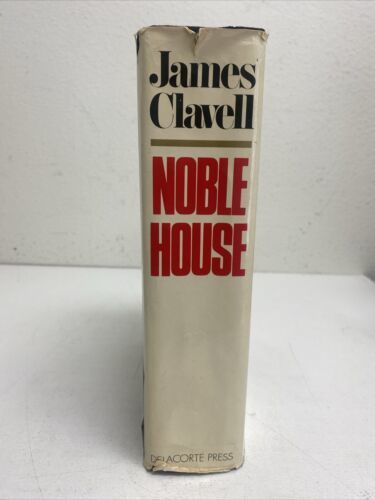 James
Clavell
NOBLE
HOUSE
DELACORTE PRESS